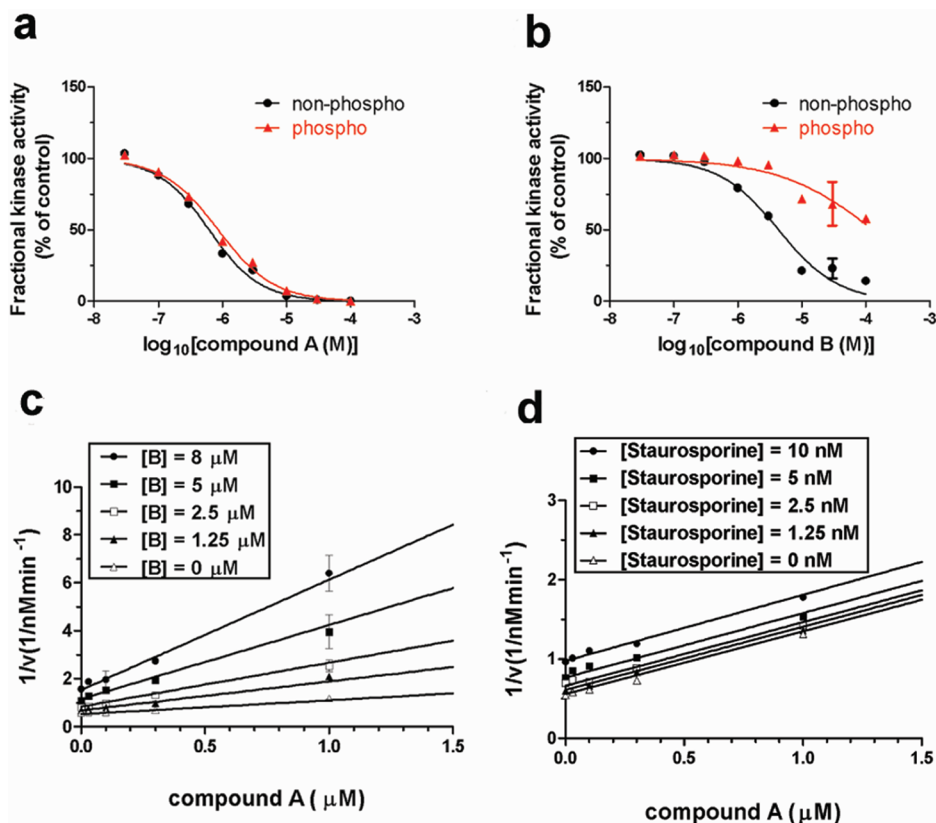 a
150
100
50
0
-8
-7
-6
-5
-4
-3
Fractional kinase activity
(% of control)
log10[compound A (M)]
non-phospho
phospho
b
150
100
50
0
-8
-7
-6
-5
-4
-3
Fractional kinase activity
(% of control)
log10[compound B (M)]
non-phospho
phospho
c
[B] = 8 μM
[B] = 5 μM
[B] = 2.5 μM
[B] = 1.25 μM
[B] = 0 μM
10
8
6
4
2
0
0.0
0.5
1.0
1.5
1/v(1/nMmin-1)
compound A ( μM)
d
[Staurosporine] = 10 nM
[Staurosporine] = 5 nM
[Staurosporine] = 2.5 nM
[Staurosporine] = 1.25 nM
[Staurosporine] = 0 nM
3
2
1
0
0.0
0.5
1.0
1.5
1/v(1/nMmin-1)
compound A ( μM)